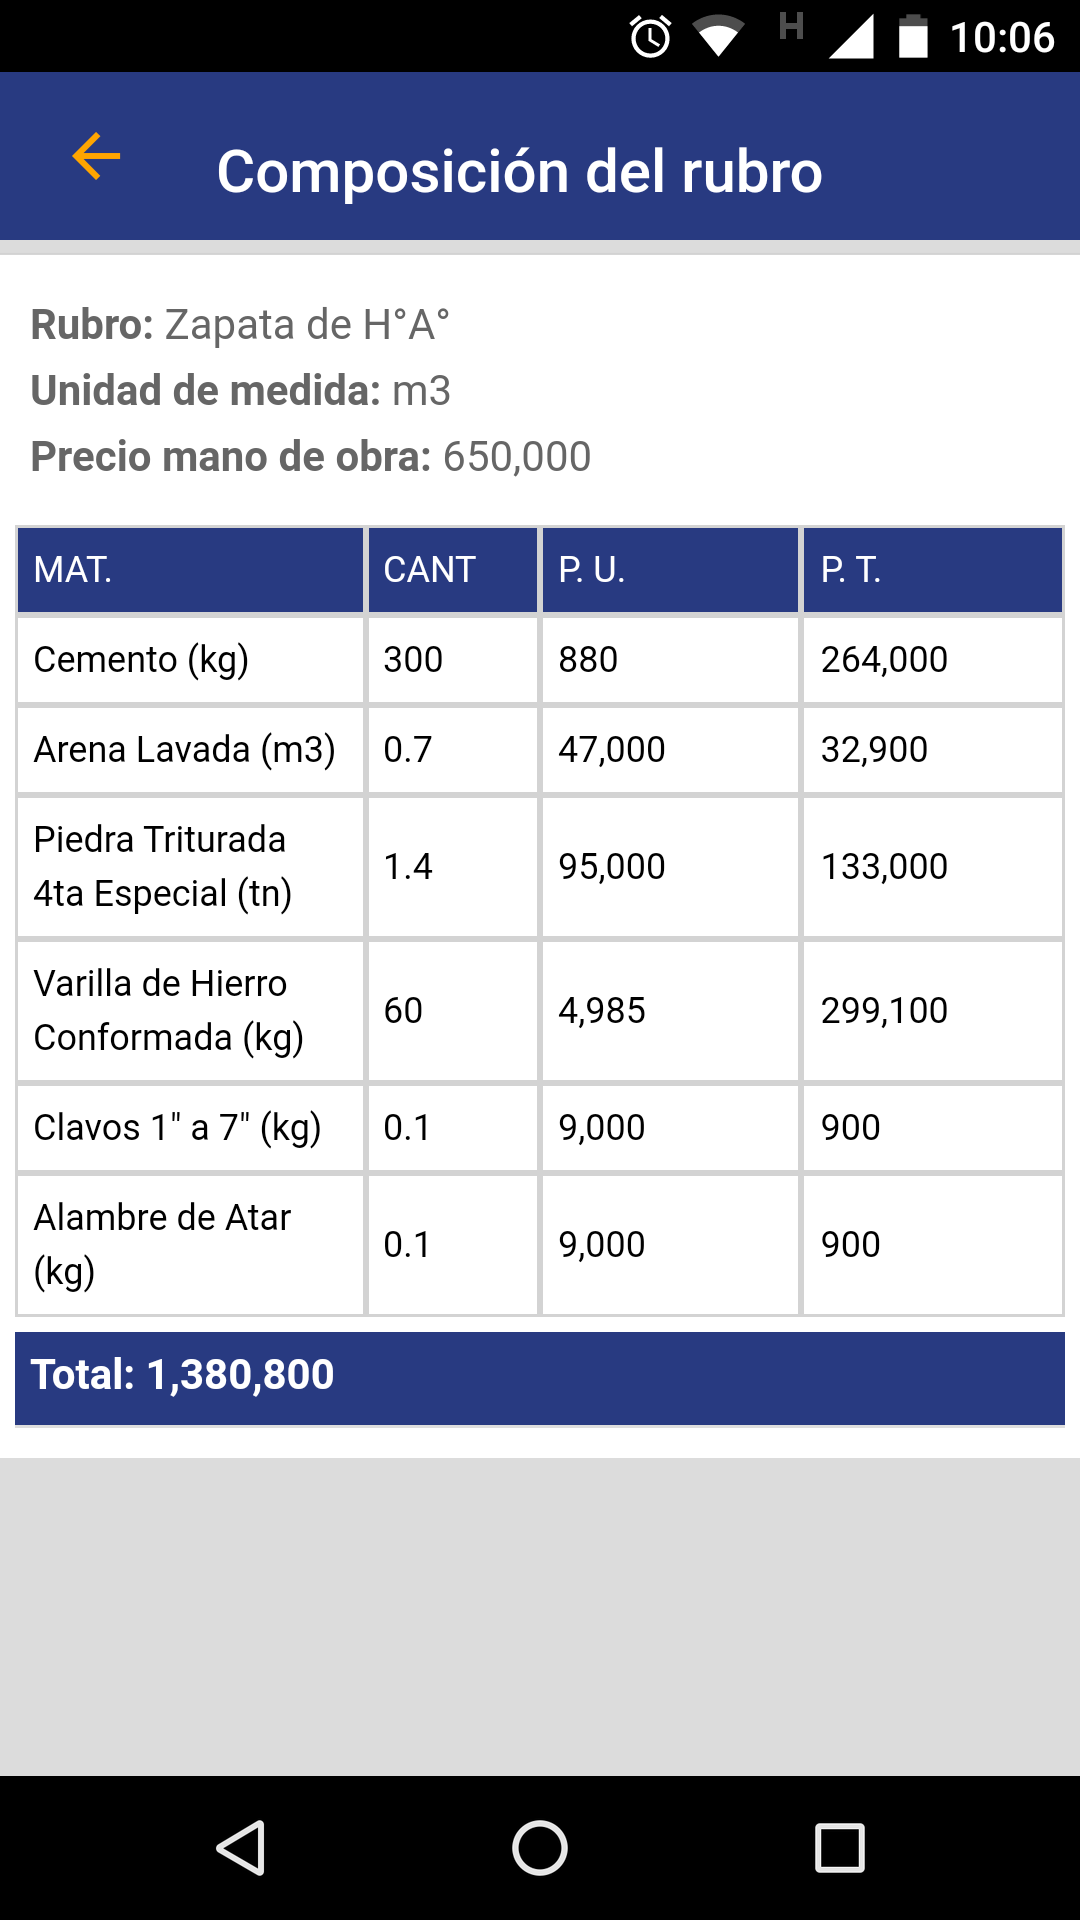 H 10:06
Composición del rubro
Rubro: Zapata de H°A°
Unidad de medida: m3
Precio mano de obra: 650,000
MAT. CANT P. U. P. T.
Cemento (kg) 300 880 264,000
Arena Lavada (m3) 0.7 47,000 32,900
Piedra Triturada
4ta Especial (tn) 1.4 95,000 133,000
Varilla de Hierro
Conformada (kg) 60 4,985 299,100
Clavos 1" a 7" (kg) 0.1 9,000 900
Alambre de Atar
(kg) 0.1 9,000 900
Total: 1,380,800